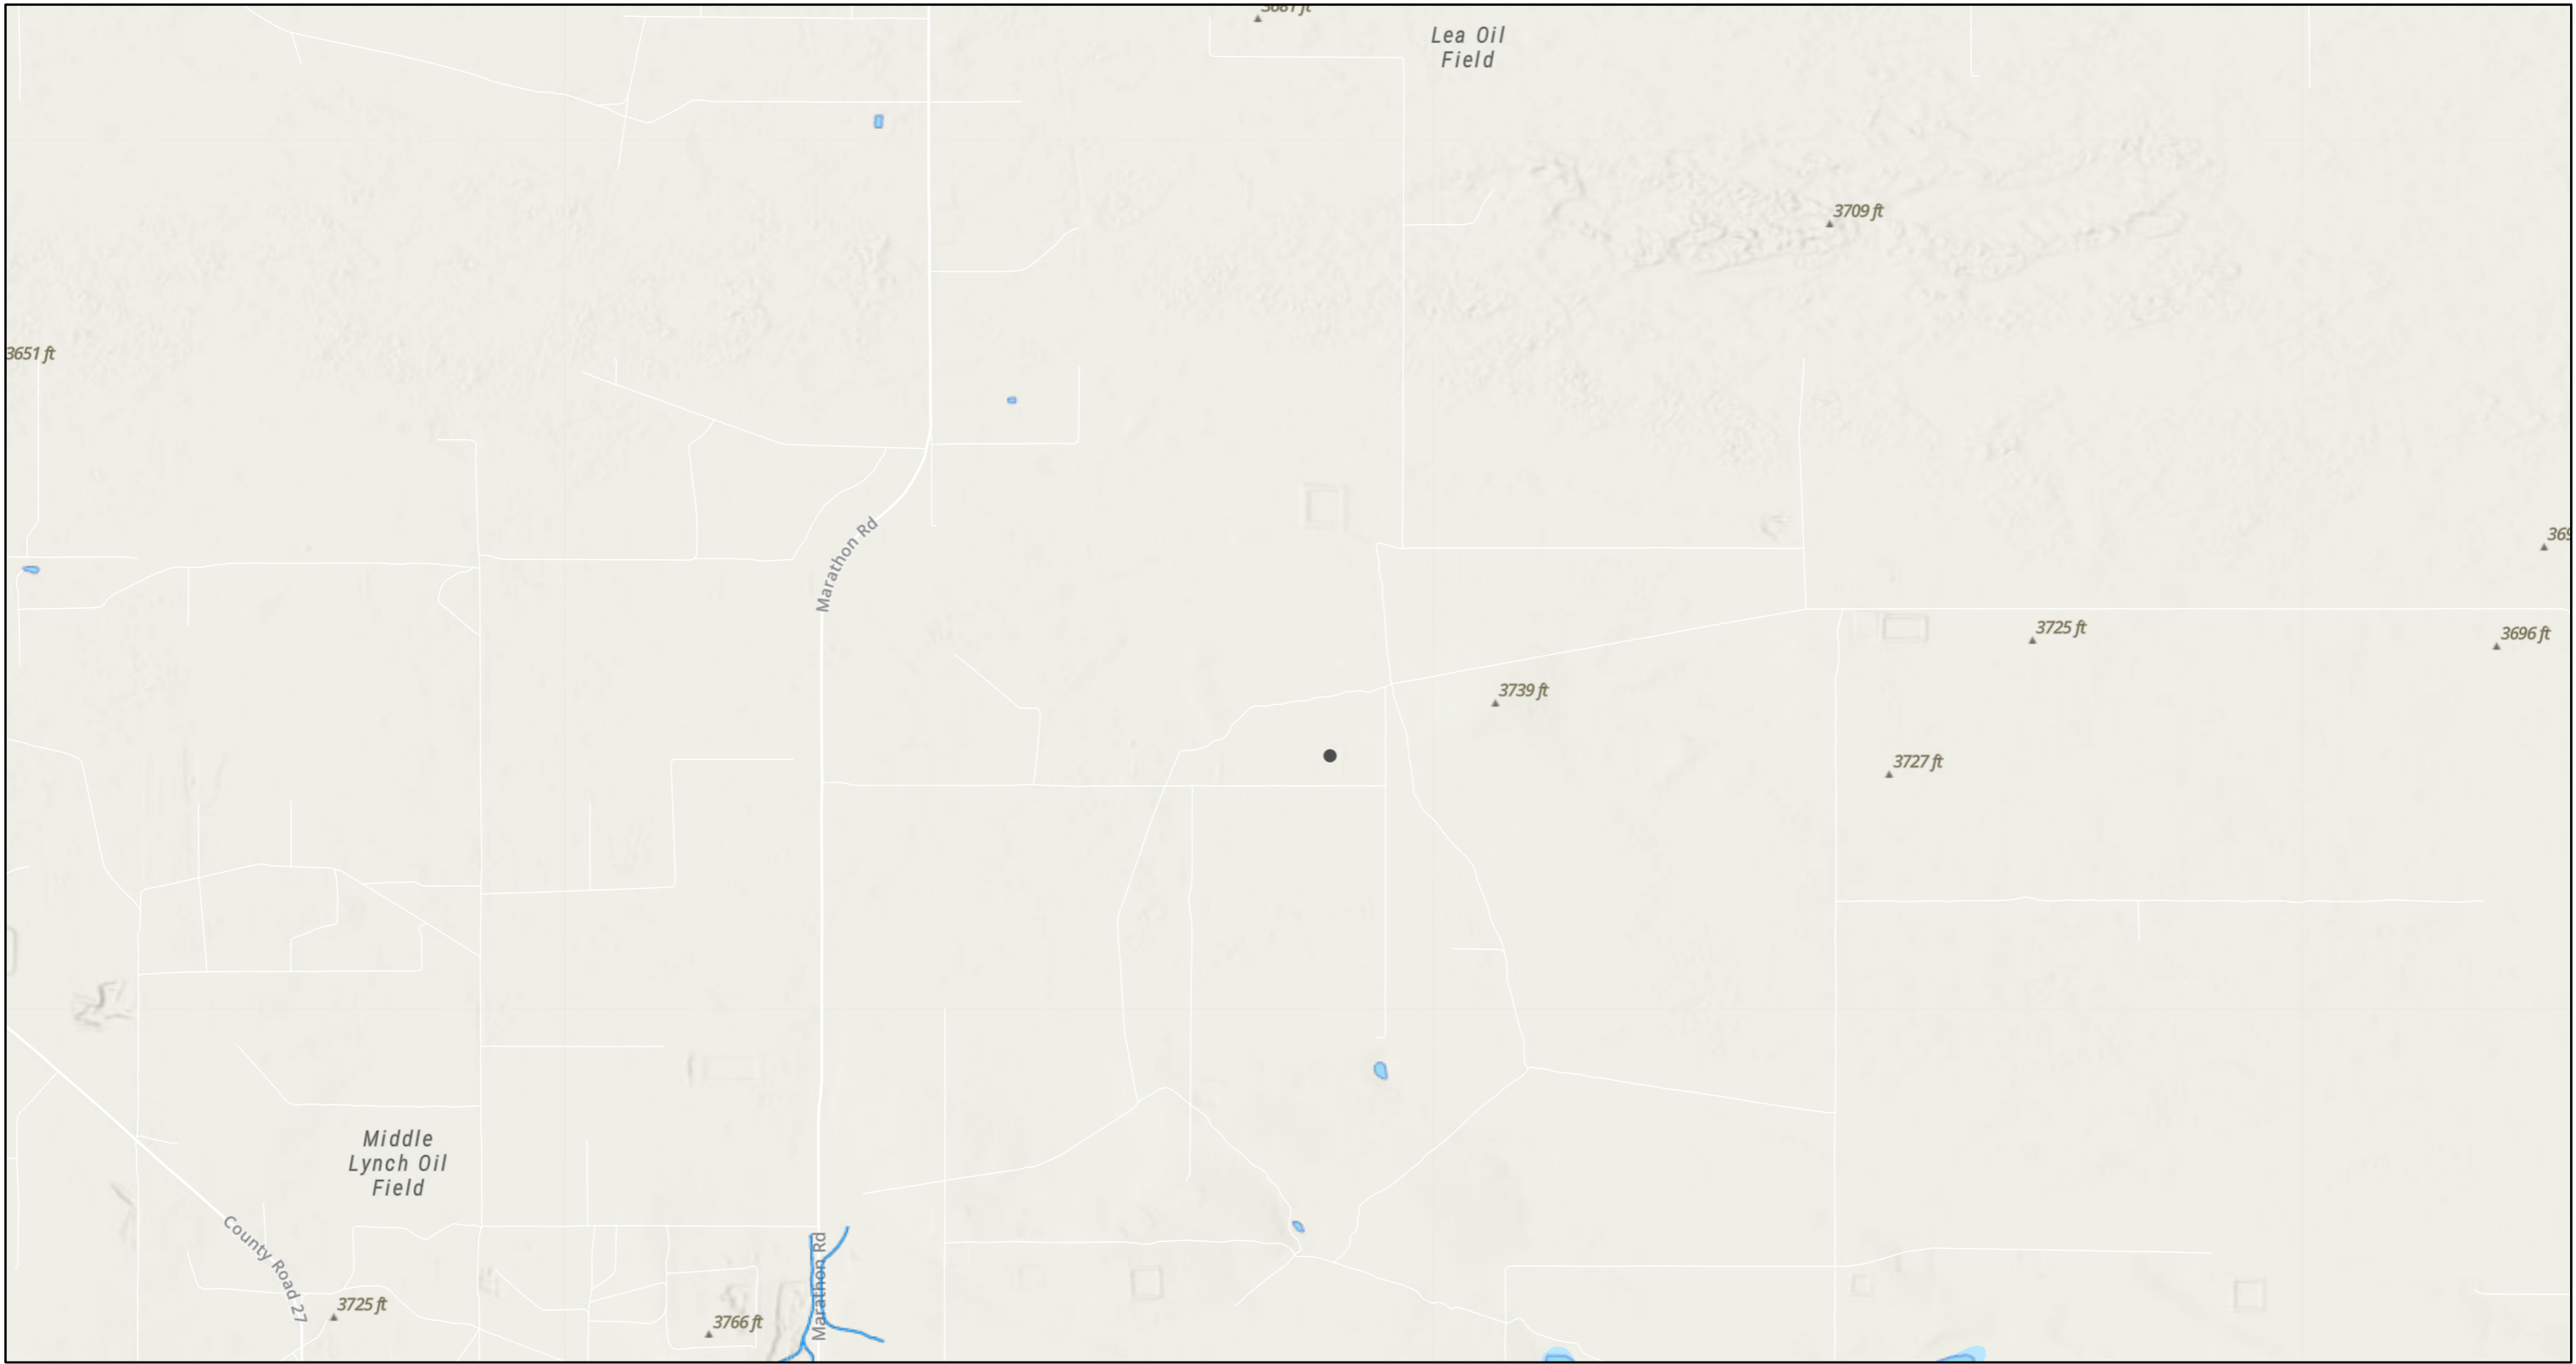 Lea Oil
Field
3709 ft
3651 ft
Marathon Rd
3725 ft
3696 ft
3739 ft
3727 ft
Middle
Lynch Oil
Field
County Road 27
Marathon Rd
3725 ft
3766 ft